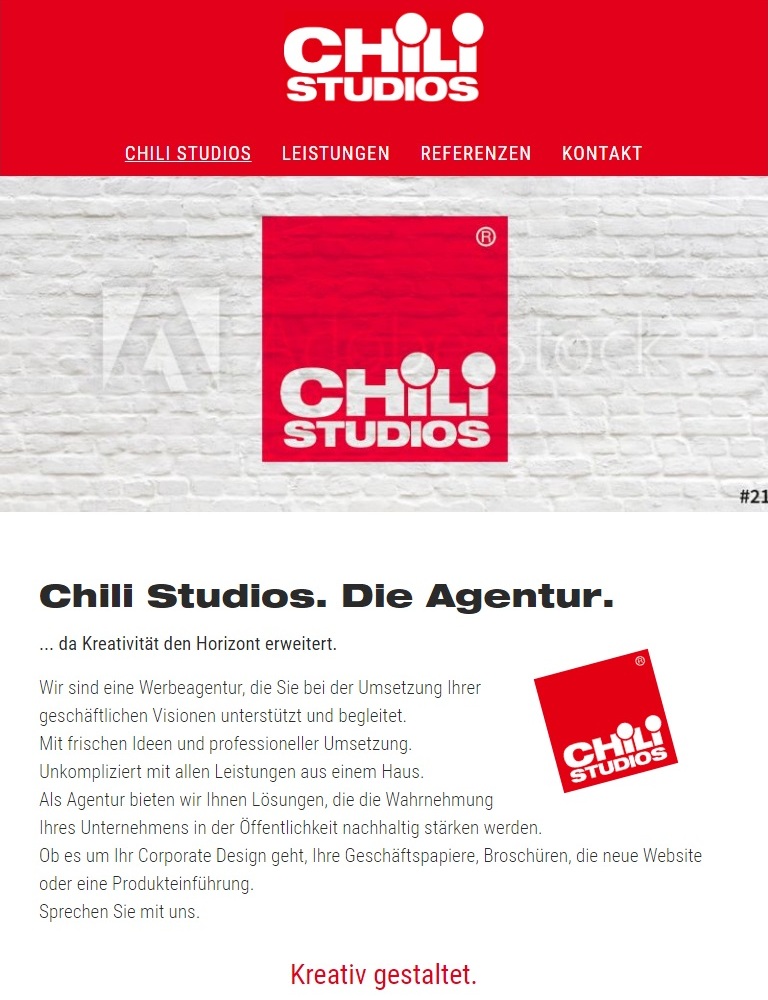 CHiLi
STUDIOS
CHILI STUDIOS LEISTUNGEN REFERENZEN KONTAKT
®
Adobe Stock
CHiLi
STUDIOS
#21
Chili Studios. Die Agentur.
... da Kreativität den Horizont erweitert.
Wir sind eine Werbeagentur, die Sie bei der Umsetzung Ihrer
geschäftlichen Visionen unterstützt und begleitet.
Mit frischen Ideen und professioneller Umsetzung.
Unkompliziert mit allen Leistungen aus einem Haus.
Als Agentur bieten wir Ihnen Lösungen, die die Wahrnehmung
Ihres Unternehmens in der Öffentlichkeit nachhaltig stärken werden.
Ob es um Ihr Corporate Design geht, Ihre Geschäftspapiere, Broschüren, die neue Website
oder eine Produkteinführung.
Sprechen Sie mit uns.
®
CHiLi
STUDIOS
Kreativ gestaltet.